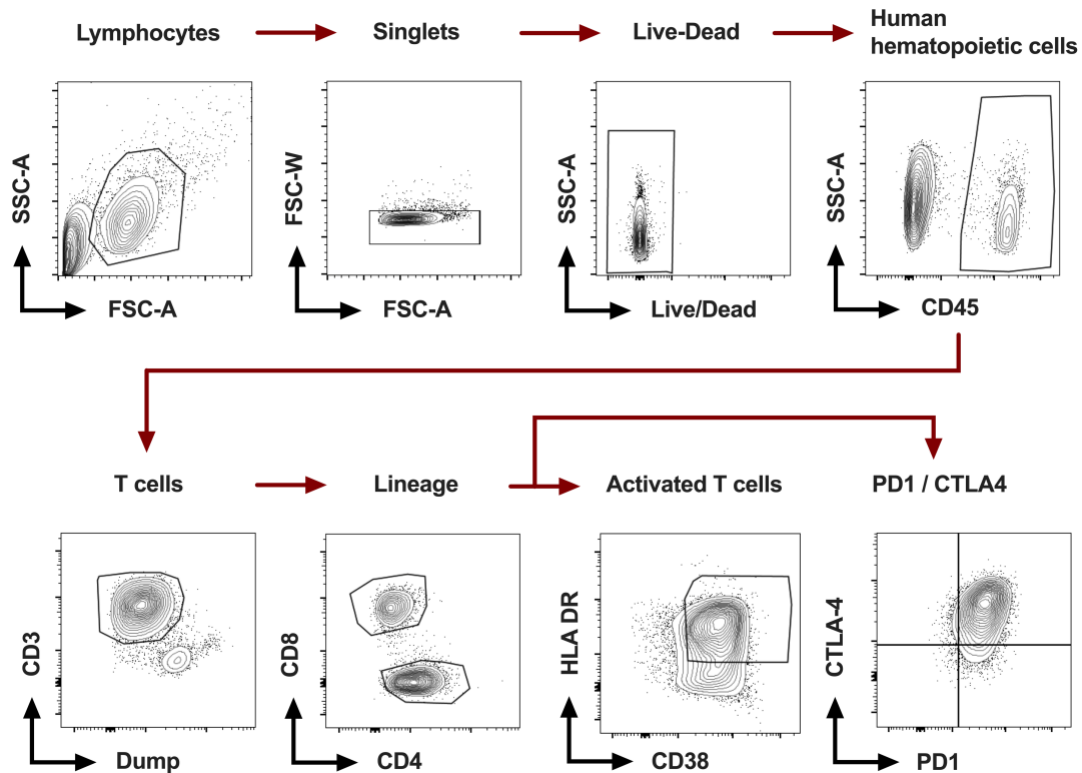 Lymphocytes
Singlets
Live-Dead
Human
hematopoietic cells
SSC-A
FSC-A
FSC-W
FSC-A
SSC-A
Live/Dead
SSC-A
CD45
T cells
Lineage
Activated T cells
PD1 / CTLA4
CD3
Dump
CD8
CD4
HLA DR
CD38
CTLA-4
PD1